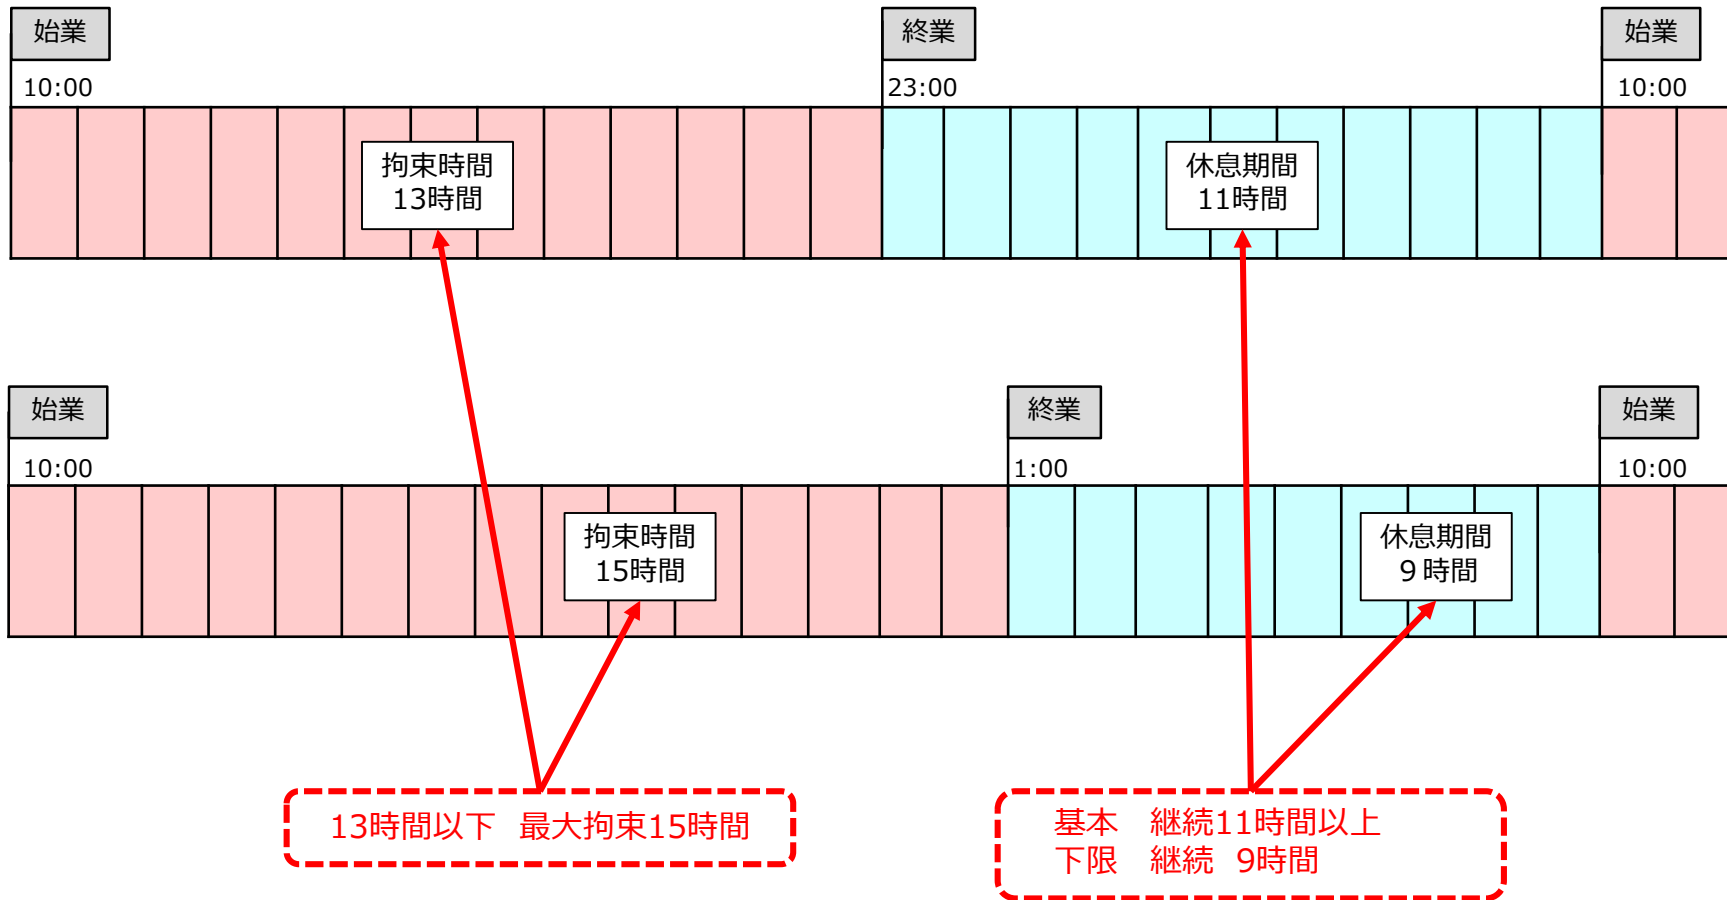 始業
終業
始業
10:00
23:00
10:00
拘束時間
13時間
休息期間
11時間
始業
終業
始業
10:00
1:00
10:00
拘束時間
15時間
休息期間
９時間
13時間以下 最大拘束15時間
基本　継続11時間以上
下限　継続 9時間